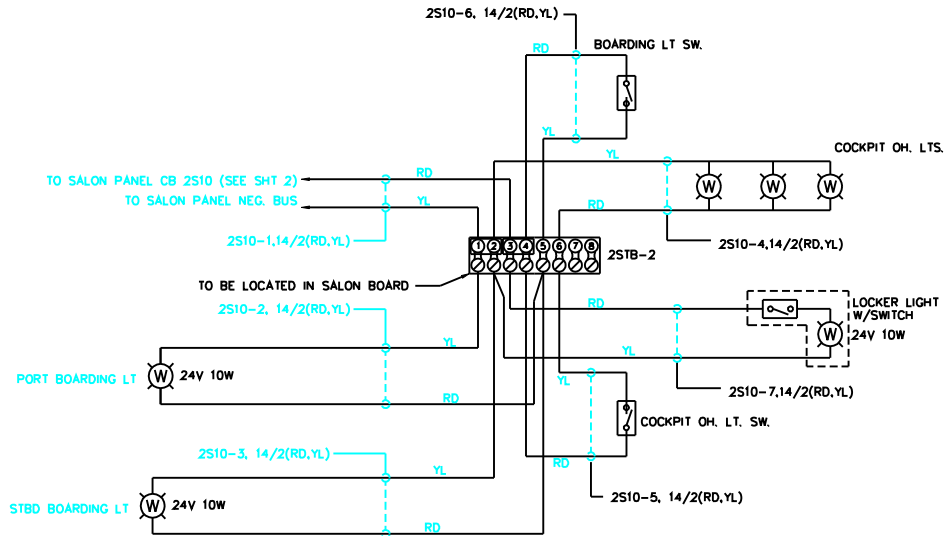 2S10-6, 14/2(RD,YL)
RD
BOARDING LT SW.
YL
YL
COCKPIT OH. LTS.
TO SALON PANEL CB 2S10 (SEE SHT 2)
RD
W
W
W
TO SALON PANEL NEG. BUS
YL
RD
2S10-1,14/2(RD,YL)
1 2 3 4 5 6 7 8
2S10-4,14/2(RD,YL)
2STB-2
TO BE LOCATED IN SALON BOARD
2S10-2, 14/2(RD,YL)
RD
LOCKER LIGHT
W/SWITCH
W
24V 10W
YL
YL
PORT BOARDING LT
W
24V 10W
YL
2S10-7,14/2(RD,YL)
RD
COCKPIT OH. LT. SW.
2S10-3, 14/2(RD,YL)
YL
RD
2S10-5, 14/2(RD,YL)
STBD BOARDING LT
W
24V 10W
RD